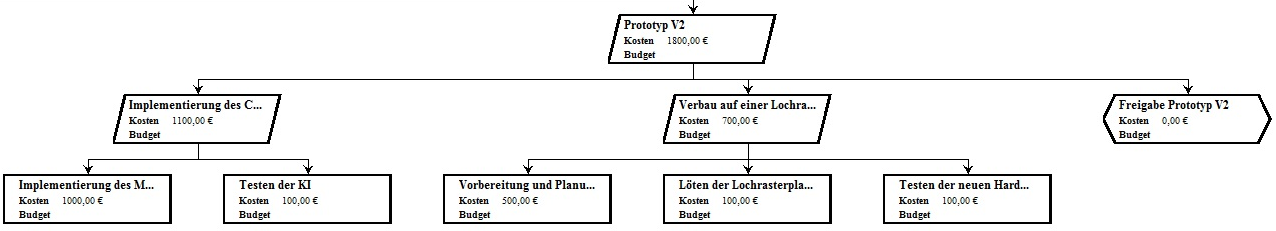 Prototyp V2
Kosten 1800,00 €
Budget
Implementierung des C...
Kosten 1100,00 €
Budget
Verbau auf einer Lochra...
Kosten 700,00 €
Budget
Freigabe Prototyp V2
Kosten 0,00 €
Budget
Implementierung des M...
Kosten 1000,00 €
Budget
Testen der KI
Kosten 100,00 €
Budget
Vorbereitung und Planu...
Kosten 500,00 €
Budget
Löten der Lochrasterpla...
Kosten 100,00 €
Budget
Testen der neuen Hard...
Kosten 100,00 €
Budget